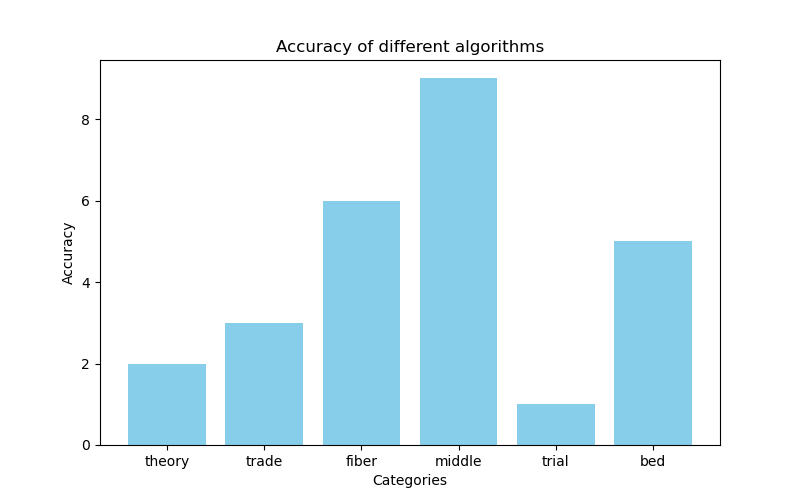 Accuracy of different algorithms
Accuracy
8
6
4
2
0
theory trade fiber middle trial bed
Categories